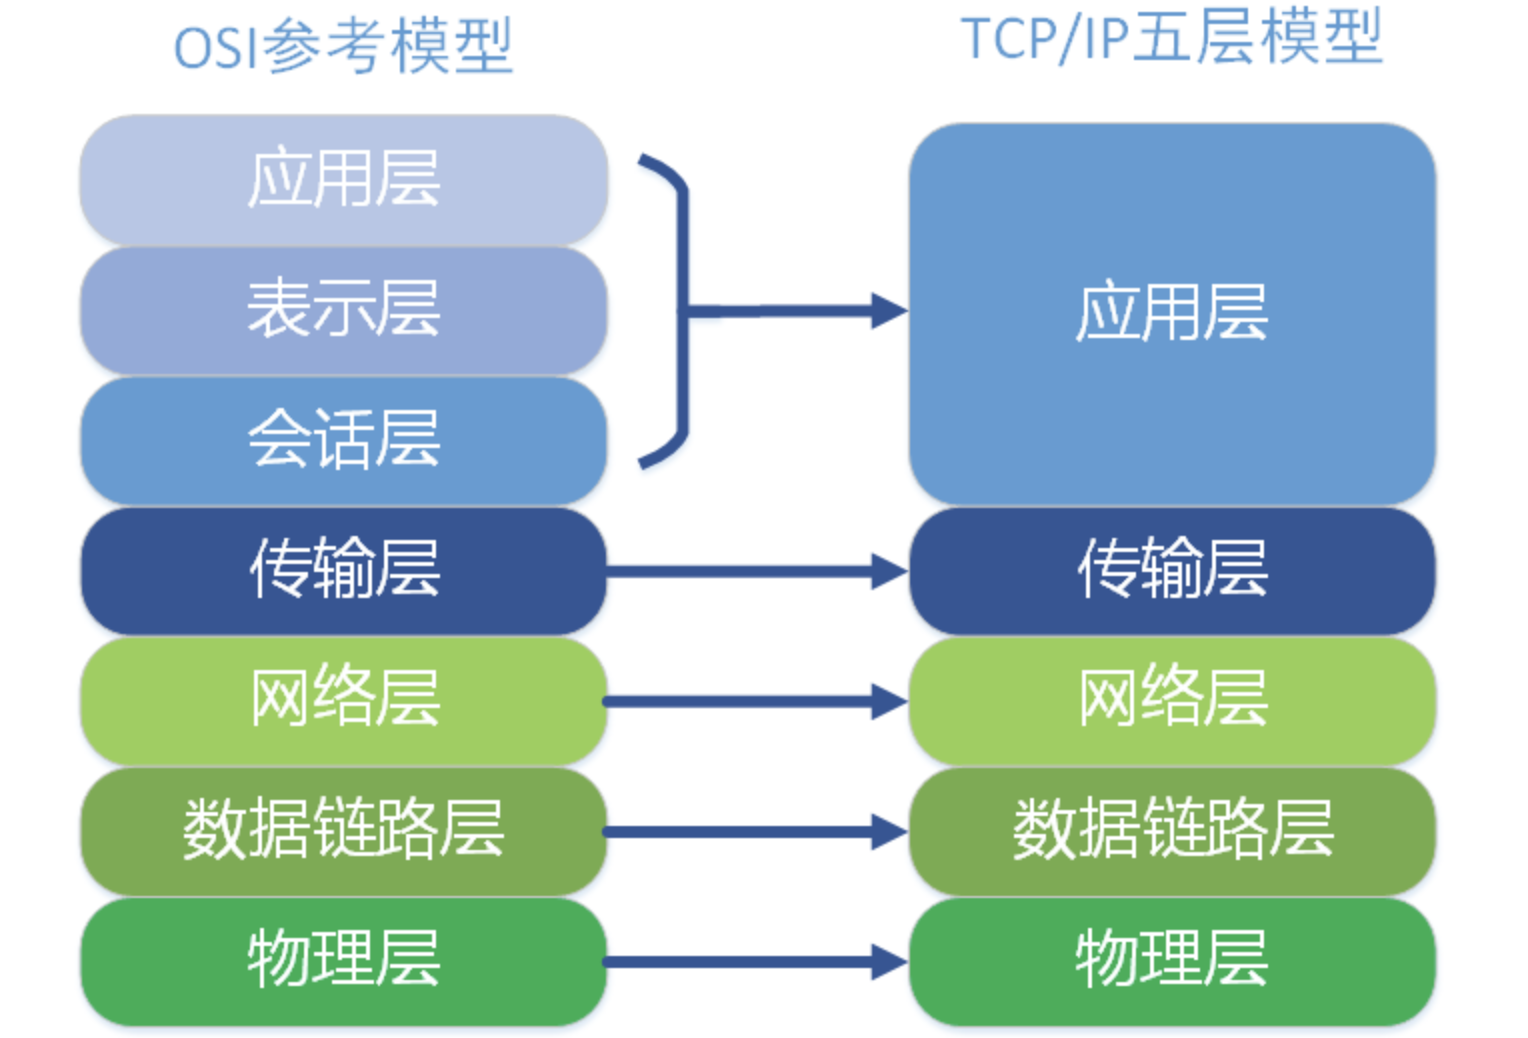 OSI参考模型
应用层
表示层
会话层
传输层
网络层
数据链路层
物理层
TCP/IP五层模型
应用层
传输层
网络层
数据链路层
物理层